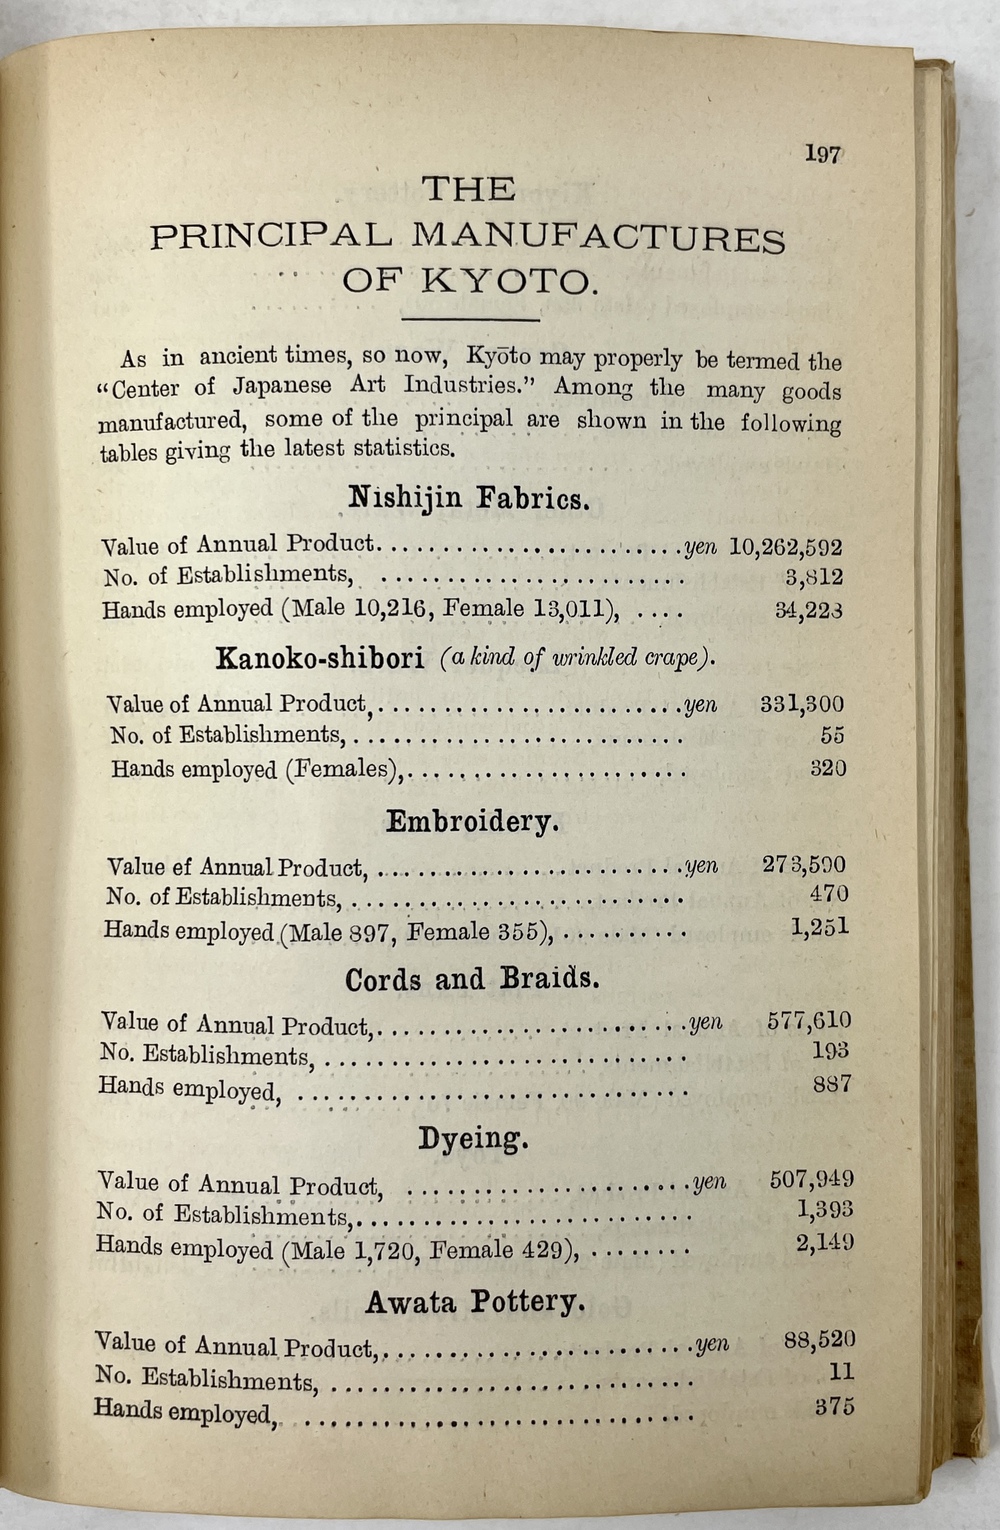 197
THE
PRINCIPAL MANUFACTURES
OF KYOTO.
As in ancient times, so now, Kyōto may properly be termed the
“Center of Japanese Art Industries.” Among the many goods
manufactured, some of the principal are shown in the following
tables giving the latest statistics.
Nishijin Fabrics.
Value of Annual Product. . . . . . . . . . . . . . . . . . . . . . . yen 10,262,592
No. of Establishments, . . . . . . . . . . . . . . . . . . . . . . . 3,812
Hands employed (Male 10,216, Female 13,011), . . . . 34,223
Kanoko-shibori (a kind of wrinkled crape).
Value of Annual Product, . . . . . . . . . . . . . . . . . . . . . . . yen 331,300
No. of Establishments, . . . . . . . . . . . . . . . . . . . . . . . . . 55
Hands employed (Females), . . . . . . . . . . . . . . . . . . . . . 320
Embroidery.
Value ef Annual Product, . . . . . . . . . . . . . . . . . . . . . . . yen 273,590
No. of Establishments, . . . . . . . . . . . . . . . . . . . . . . . . . 470
Hands employed (Male 897, Female 355), . . . . . . . . . . 1,251
Cords and Braids.
Value of Annual Product, . . . . . . . . . . . . . . . . . . . . . . . yen 577,610
No. Establishments, . . . . . . . . . . . . . . . . . . . . . . . . . . . 193
Hands employed, . . . . . . . . . . . . . . . . . . . . . . . . . . . . . 887
Dyeing.
Value of Annual Product, . . . . . . . . . . . . . . . . . . . . . yen 507,949
No. of Establishments, . . . . . . . . . . . . . . . . . . . . . . . . . 1,393
Hands employed (Male 1,720, Female 429), . . . . . . . . 2,149
Awata Pottery.
Value of Annual Product, . . . . . . . . . . . . . . . . . . . . . . . yen 88,520
No. Establishments, . . . . . . . . . . . . . . . . . . . . . . . . . . . 11
Hands employed, . . . . . . . . . . . . . . . . . . . . . . . . . . . . . 375